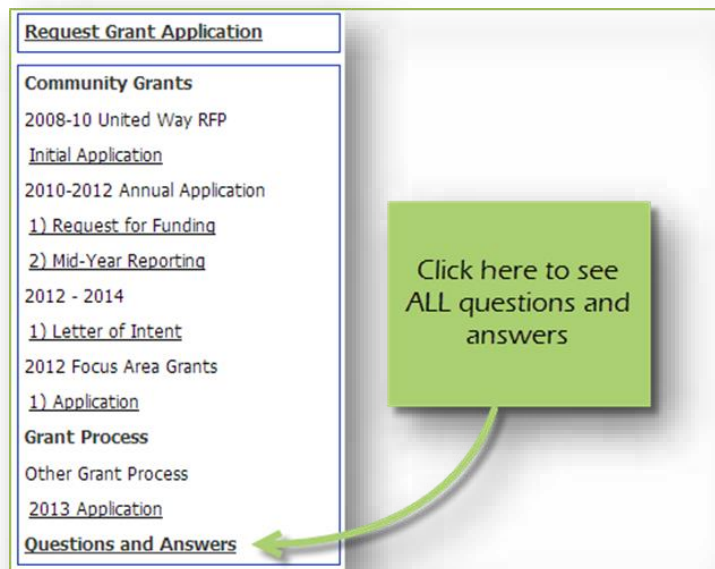 Request Grant Application
Community Grants
2008-10 United Way RFP
Initial Application
2010-2012 Annual Application
1) Request for Funding
2) Mid-Year Reporting
2012 - 2014
1) Letter of Intent
2012 Focus Area Grants
1) Application
Grant Process
Other Grant Process
2013 Application
Questions and Answers
Click here to see
ALL questions and
answers